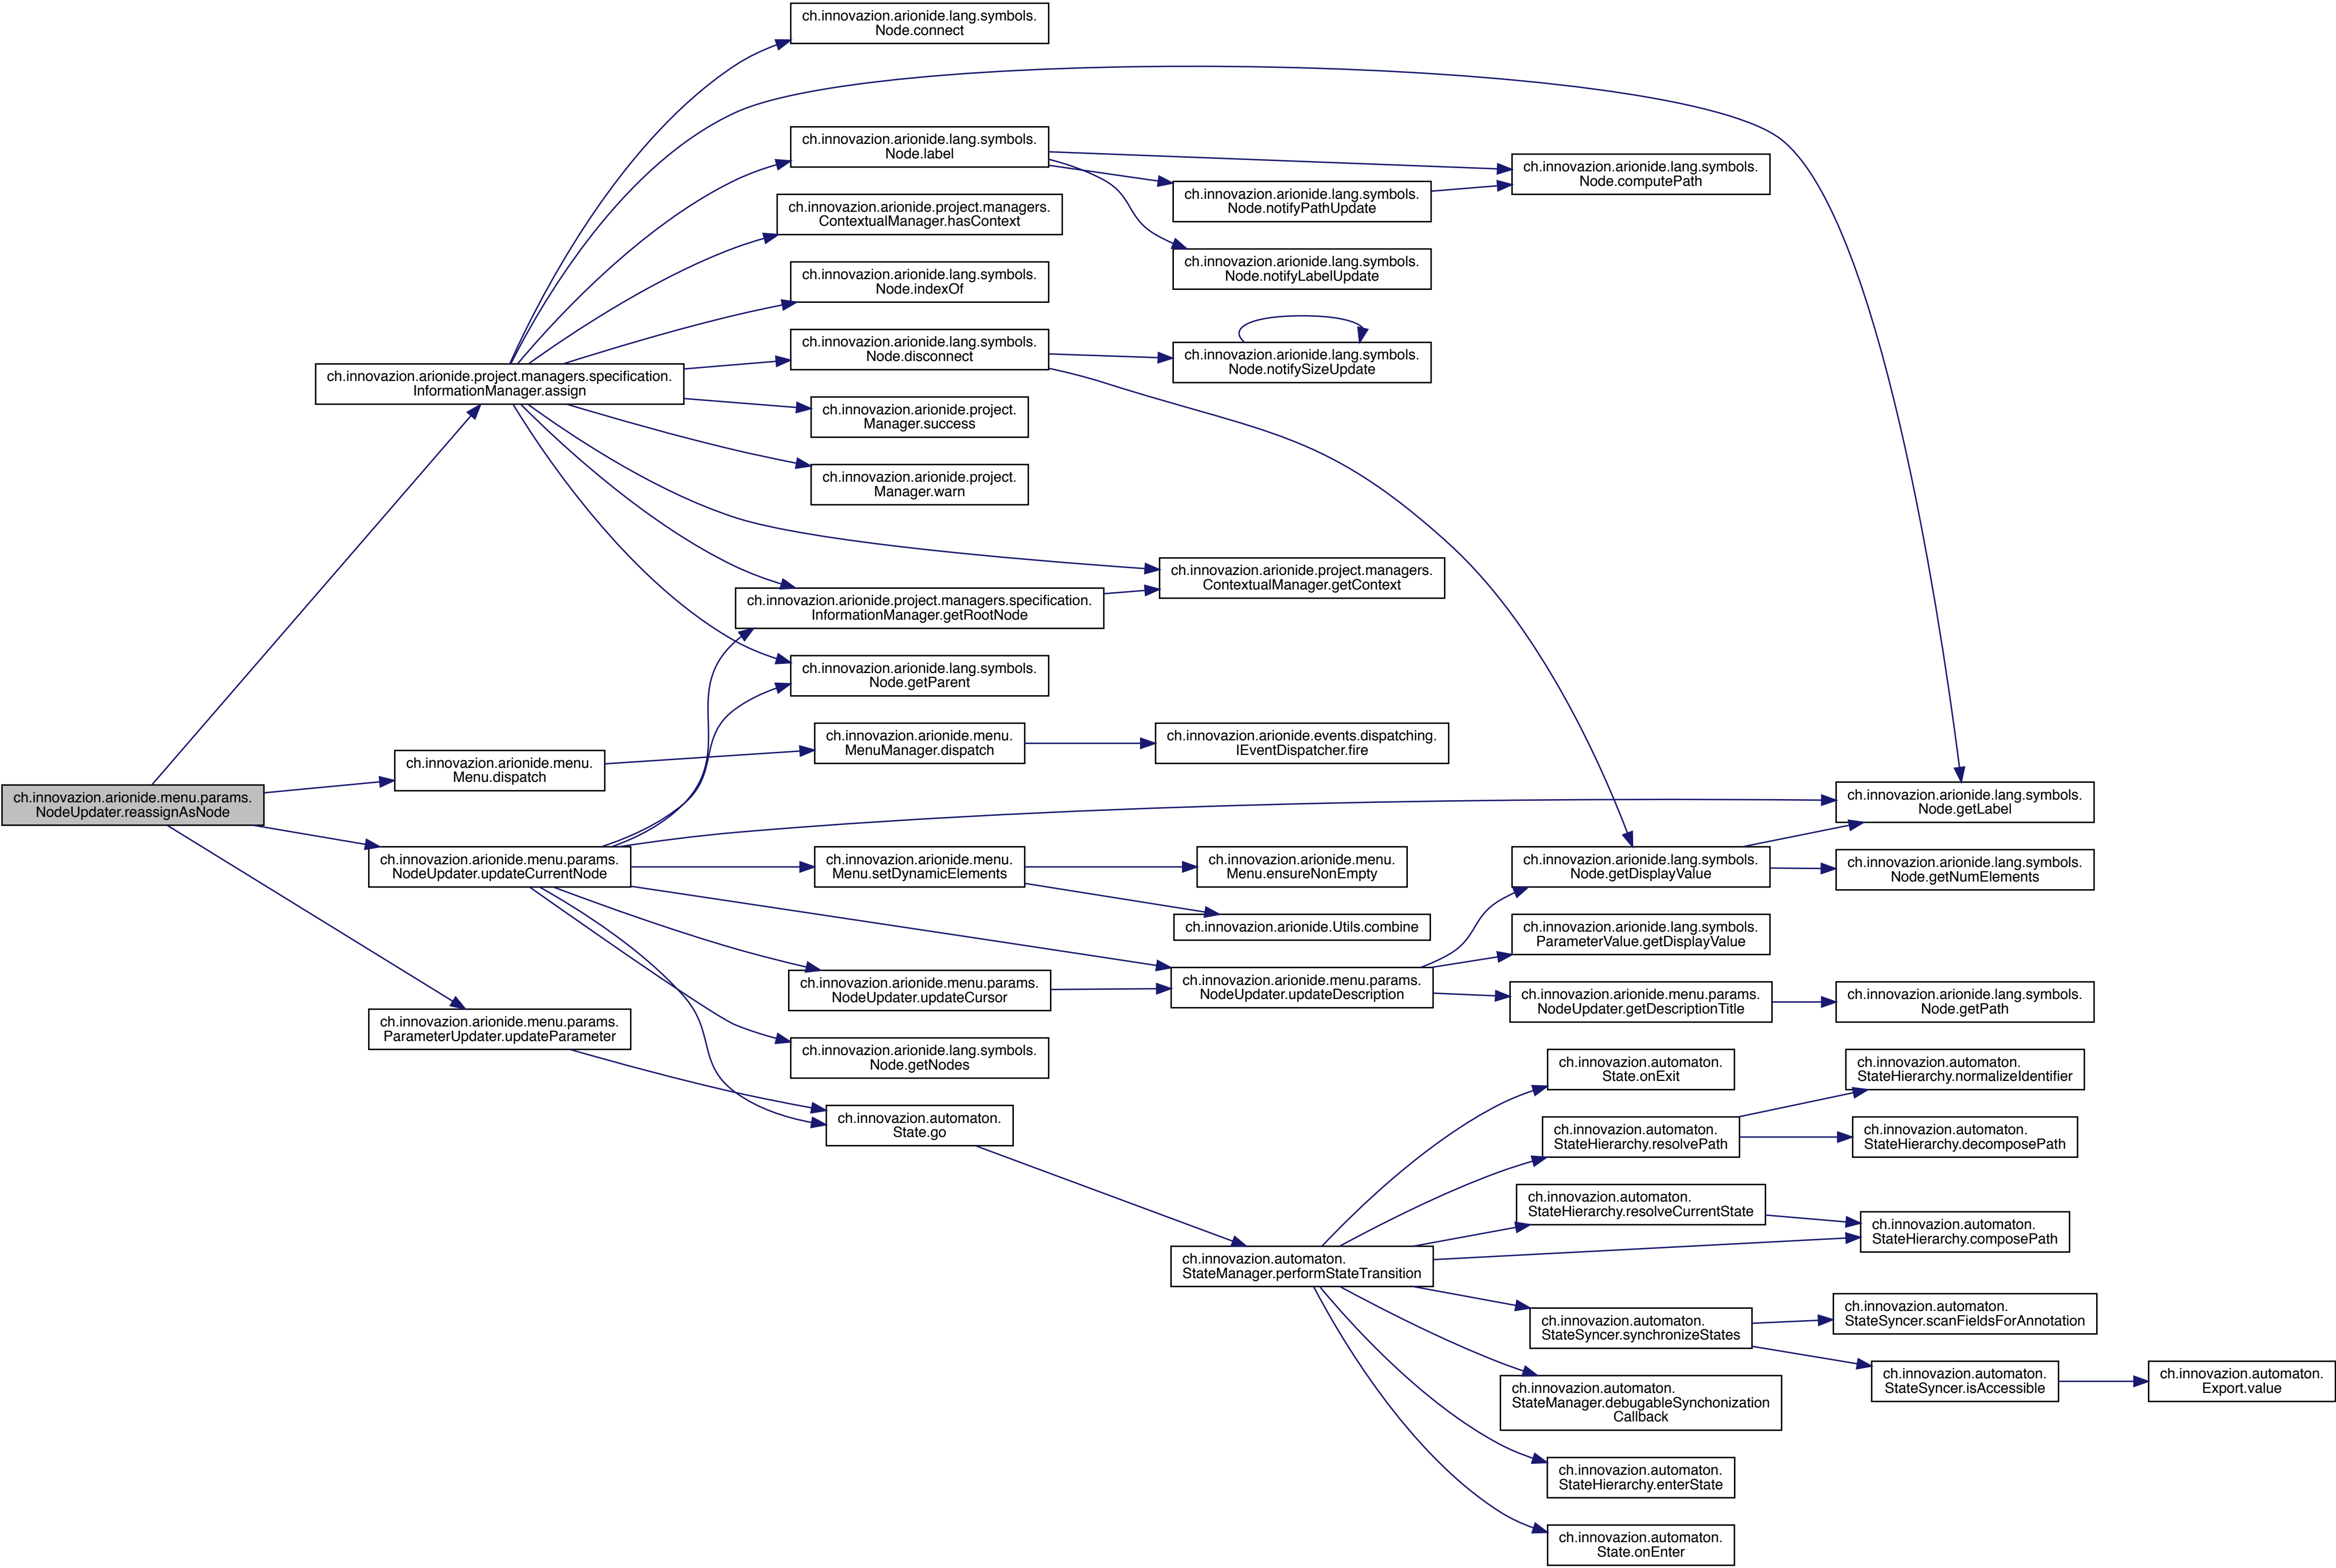 ch.innovazion.arionide.menu.params.
NodeUpdater.reassignAsNode
ch.innovazion.arionide.project.managers.specification.
InformationManager.assign
ch.innovazion.arionide.menu.
Menu.dispatch
ch.innovazion.arionide.menu.params.
NodeUpdater.updateCurrentNode
ch.innovazion.arionide.menu.params.
ParameterUpdater.updateParameter
ch.innovazion.arionide.lang.symbols.
Node.connect
ch.innovazion.arionide.lang.symbols.
Node.label
ch.innovazion.arionide.project.managers.
ContextualManager.hasContext
ch.innovazion.arionide.lang.symbols.
Node.indexOf
ch.innovazion.arionide.lang.symbols.
Node.disconnect
ch.innovazion.arionide.project.
Manager.success
ch.innovazion.arionide.project.
Manager.warn
ch.innovazion.arionide.project.managers.specification.
InformationManager.getRootNode
ch.innovazion.arionide.lang.symbols.
Node.getParent
ch.innovazion.arionide.menu.
MenuManager.dispatch
ch.innovazion.arionide.menu.
Menu.setDynamicElements
ch.innovazion.arionide.menu.params.
NodeUpdater.updateCursor
ch.innovazion.arionide.lang.symbols.
Node.getNodes
ch.innovazion.automaton.
State.go
ch.innovazion.arionide.lang.symbols.
Node.notifyPathUpdate
ch.innovazion.arionide.lang.symbols.
Node.notifyLabelUpdate
ch.innovazion.arionide.lang.symbols.
Node.notifySizeUpdate
ch.innovazion.arionide.project.managers.
ContextualManager.getContext
ch.innovazion.arionide.events.dispatching.
IEventDispatcher.fire
ch.innovazion.arionide.menu.
Menu.ensureNonEmpty
ch.innovazion.arionide.Utils.combine
ch.innovazion.arionide.menu.params.
NodeUpdater.updateDescription
ch.innovazion.automaton.
StateManager.performStateTransition
ch.innovazion.arionide.lang.symbols.
Node.computePath
ch.innovazion.arionide.lang.symbols.
Node.getDisplayValue
ch.innovazion.arionide.lang.symbols.
ParameterValue.getDisplayValue
ch.innovazion.arionide.menu.params.
NodeUpdater.getDescriptionTitle
ch.innovazion.automaton.
State.onExit
ch.innovazion.automaton.
StateHierarchy.resolvePath
ch.innovazion.automaton.
StateHierarchy.resolveCurrentState
ch.innovazion.automaton.
StateSyncer.synchronizeStates
ch.innovazion.automaton.
StateManager.debugableSynchonization
Callback
ch.innovazion.automaton.
StateHierarchy.enterState
ch.innovazion.automaton.
State.onEnter
ch.innovazion.arionide.lang.symbols.
Node.getLabel
ch.innovazion.arionide.lang.symbols.
Node.getNumElements
ch.innovazion.arionide.lang.symbols.
Node.getPath
ch.innovazion.automaton.
StateHierarchy.normalizeIdentifier
ch.innovazion.automaton.
StateHierarchy.decomposePath
ch.innovazion.automaton.
StateHierarchy.composePath
ch.innovazion.automaton.
StateSyncer.scanFieldsForAnnotation
ch.innovazion.automaton.
StateSyncer.isAccessible
ch.innovazion.automaton.
Export.value